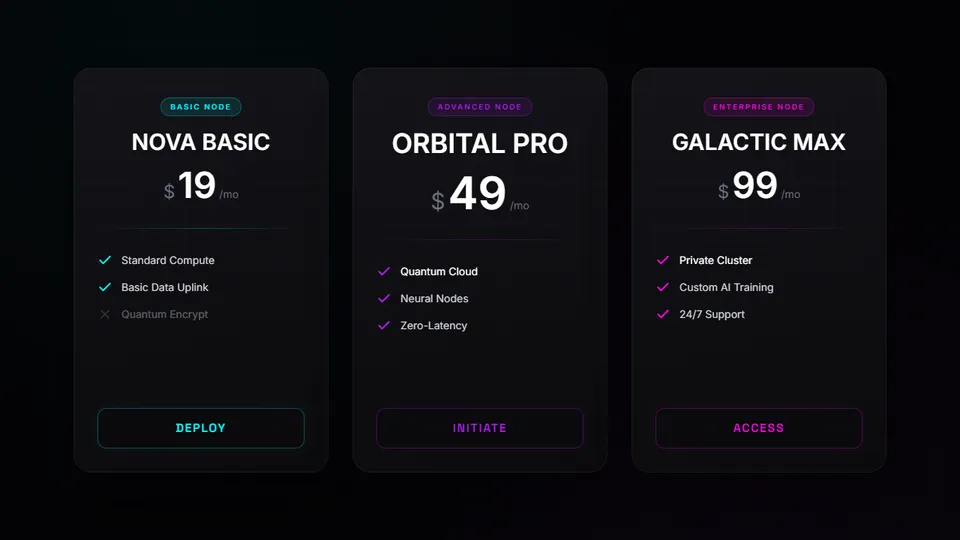 BASIC NODE
NOVA BASIC
$19/mo
Standard Compute
Basic Data Uplink
Quantum Encrypt
DEPLOY
ADVANCED NODE
ORBITAL PRO
$49/mo
Quantum Cloud
Neural Nodes
Zero-Latency
INITIATE
ENTERPRISE NODE
GALACTIC MAX
$99/mo
Private Cluster
Custom AI Training
24/7 Support
ACCESS